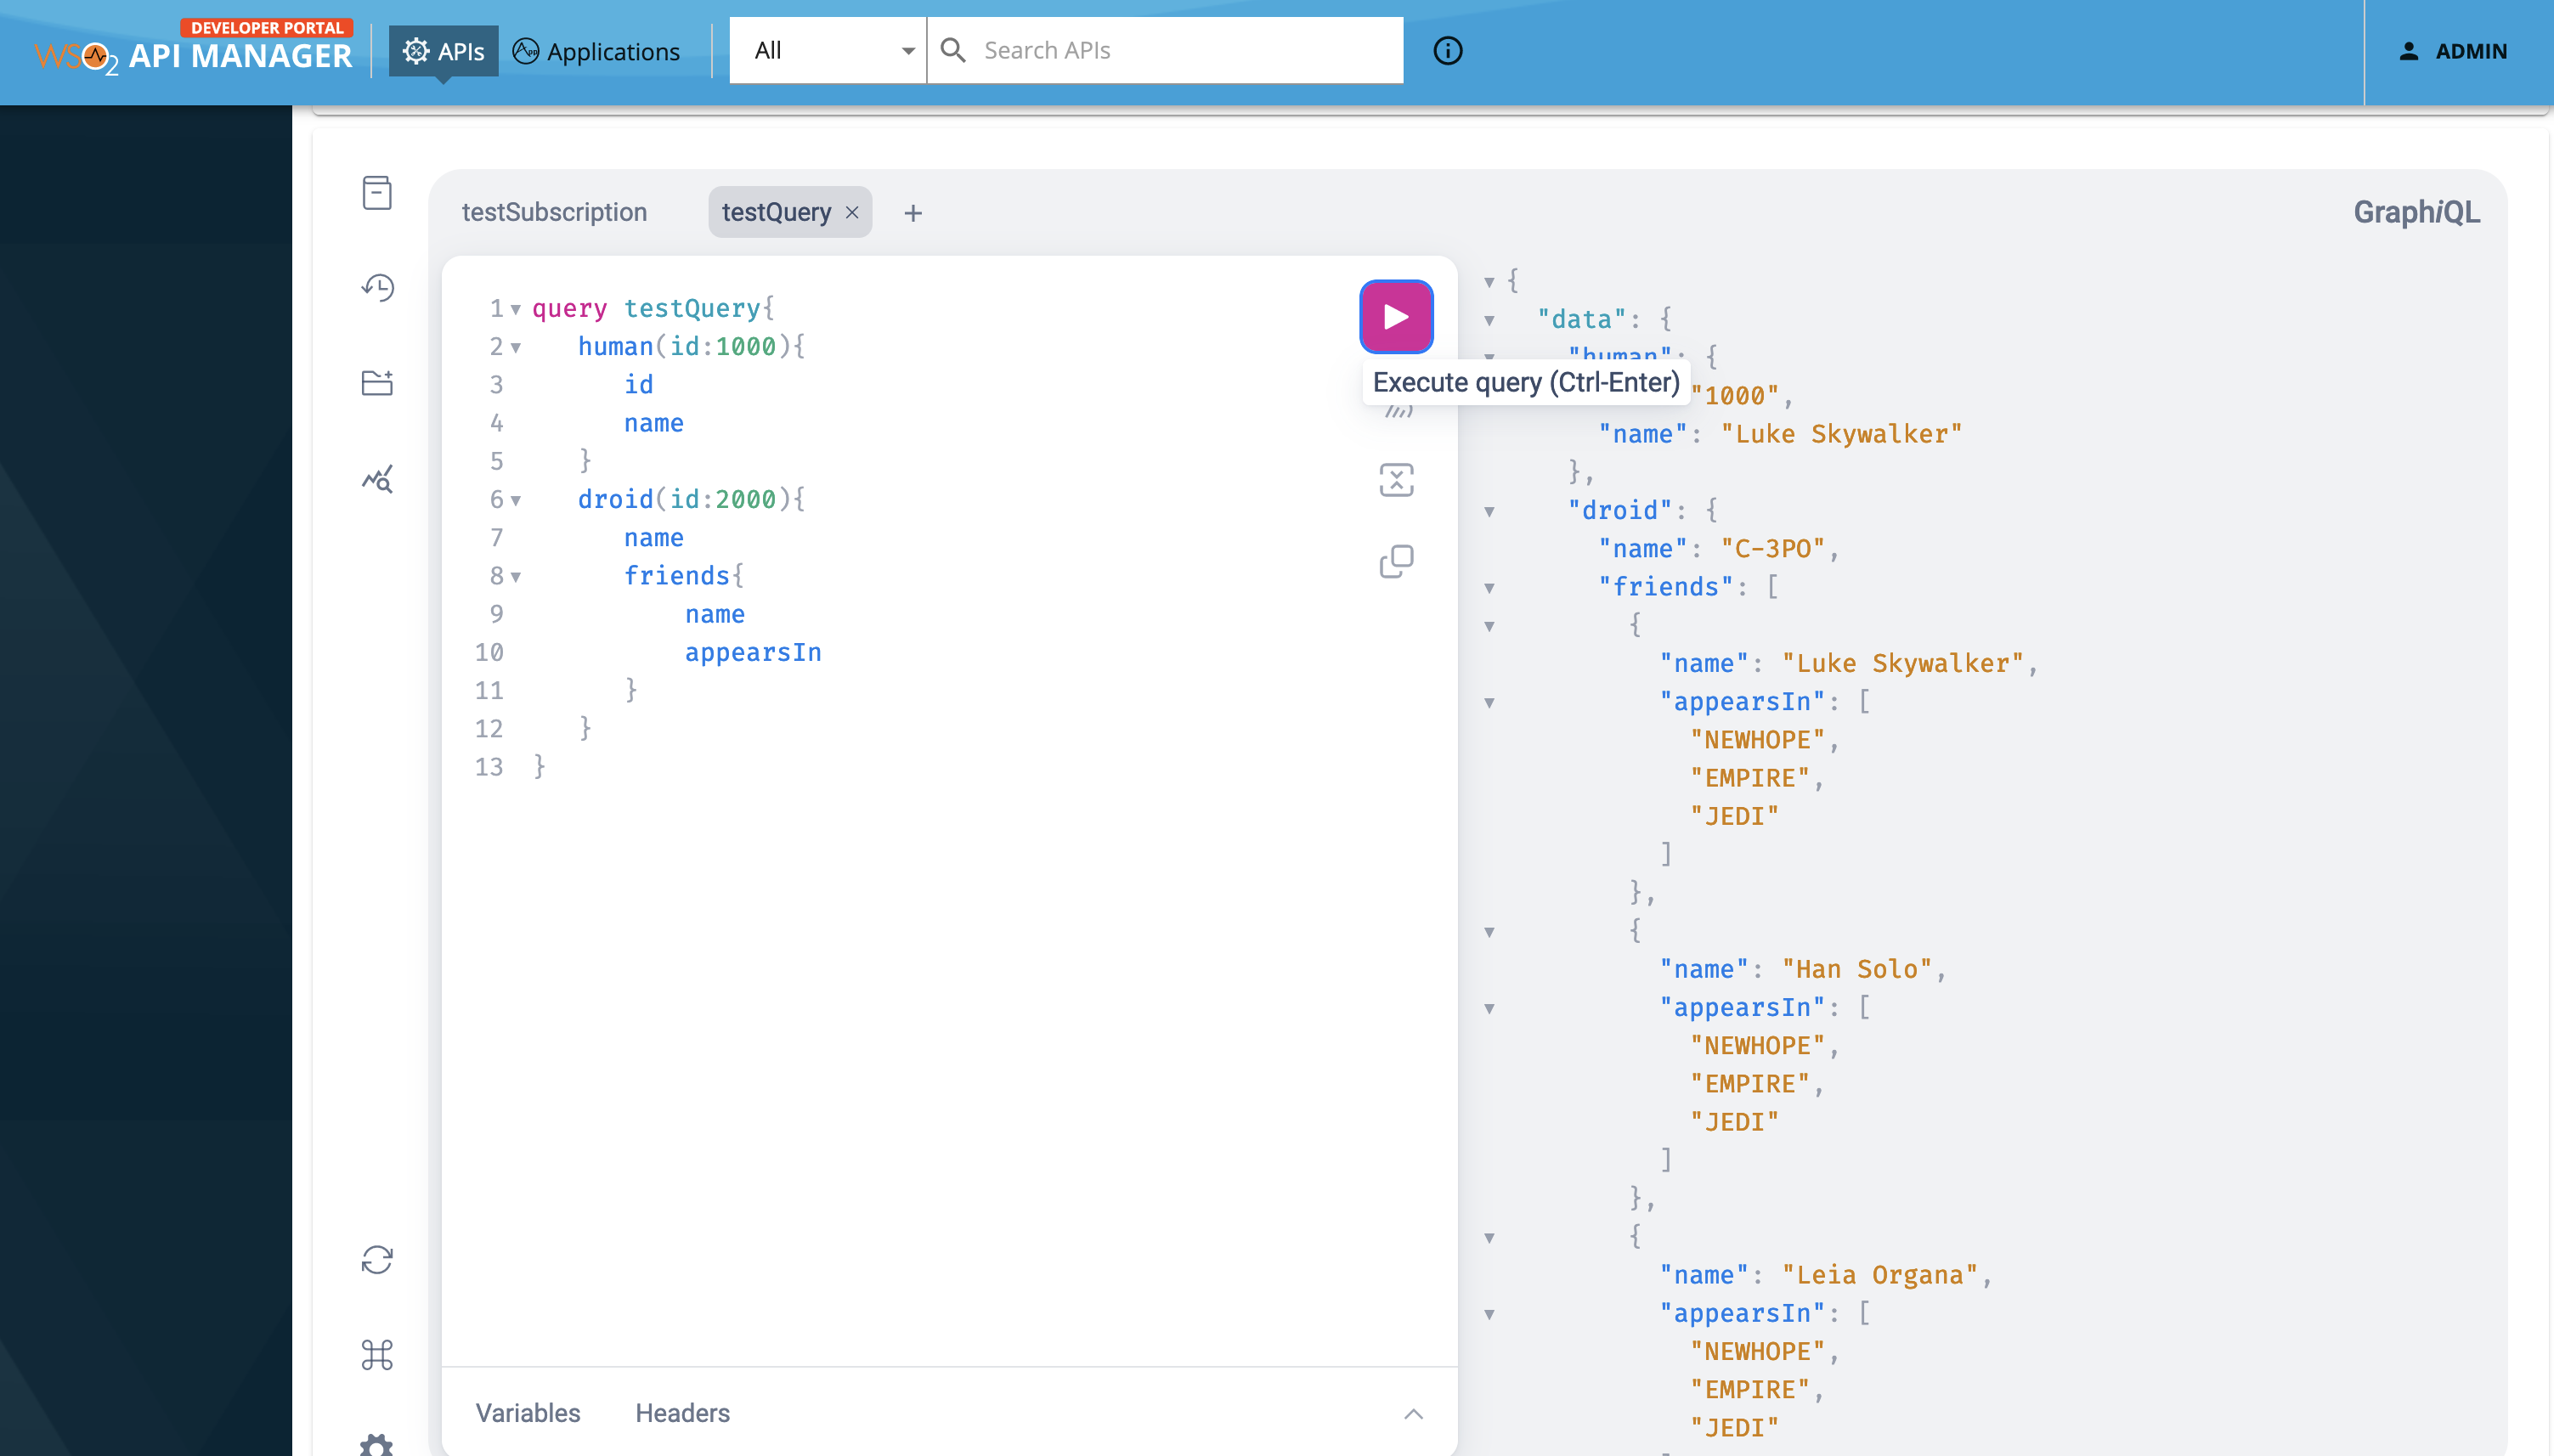 DEVELOPER PORTAL
WSO2 API MANAGER
APIs
Applications
All
Search APIs
ADMIN
testSubscription
testQuery
GraphiQL
1 query testQuery{
2 human(id:1000){
3 id
4 name
5 }
6 droid(id:2000){
7 name
8 friends{
9 name
10 appearsIn
11 }
12 }
13 }
Execute query (Ctrl-Enter)
Variables
Headers
{
"data": {
"human": {
"1000",
"name": "Luke Skywalker"
},
"droid": {
"name": "C-3PO",
"friends": [
{
"name": "Luke Skywalker",
"appearsIn": [
"NEWHOPE",
"EMPIRE",
"JEDI"
]
},
{
"name": "Han Solo",
"appearsIn": [
"NEWHOPE",
"EMPIRE",
"JEDI"
]
},
{
"name": "Leia Organa",
"appearsIn": [
"NEWHOPE",
"EMPIRE",
"JEDI"